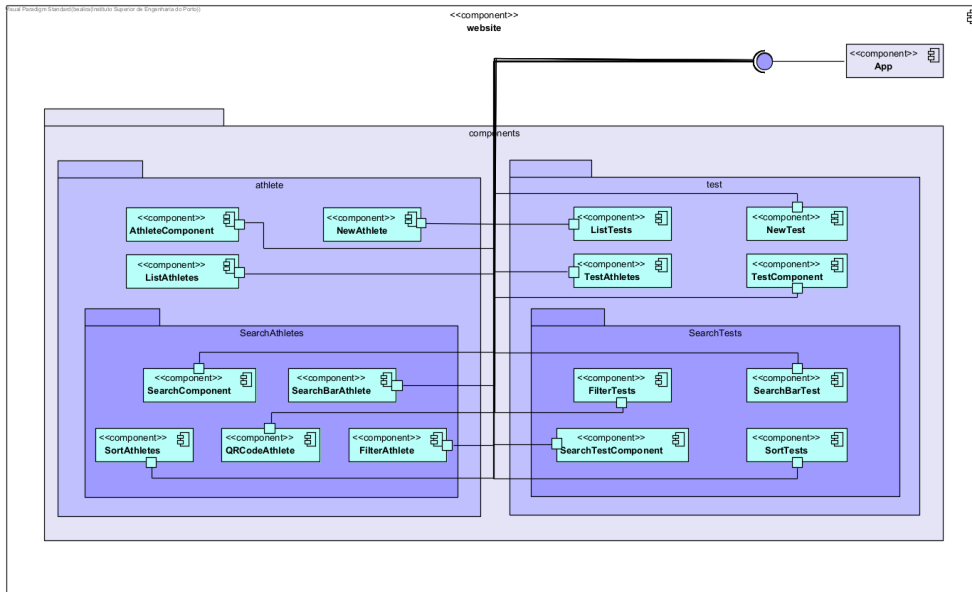 Visual Paradigm Standard(Isealos(Instituto Superior de Engenharia do Porto))
<<component>>
website
<<component>>
App
components
athlete
test
<<component>>
AthleteComponent
<<component>>
NewAthlete
<<component>>
ListTests
<<component>>
NewTest
<<component>>
ListAthletes
<<component>>
TestAthletes
<<component>>
TestComponent
SearchAthletes
SearchTests
<<component>>
SearchComponent
<<component>>
SearchBarAthlete
<<component>>
FilterTests
<<component>>
SearchBarTest
<<component>>
SortAthletes
<<component>>
QRCodeAthlete
<<component>>
FilterAthlete
<<component>>
SearchTestComponent
<<component>>
SortTests